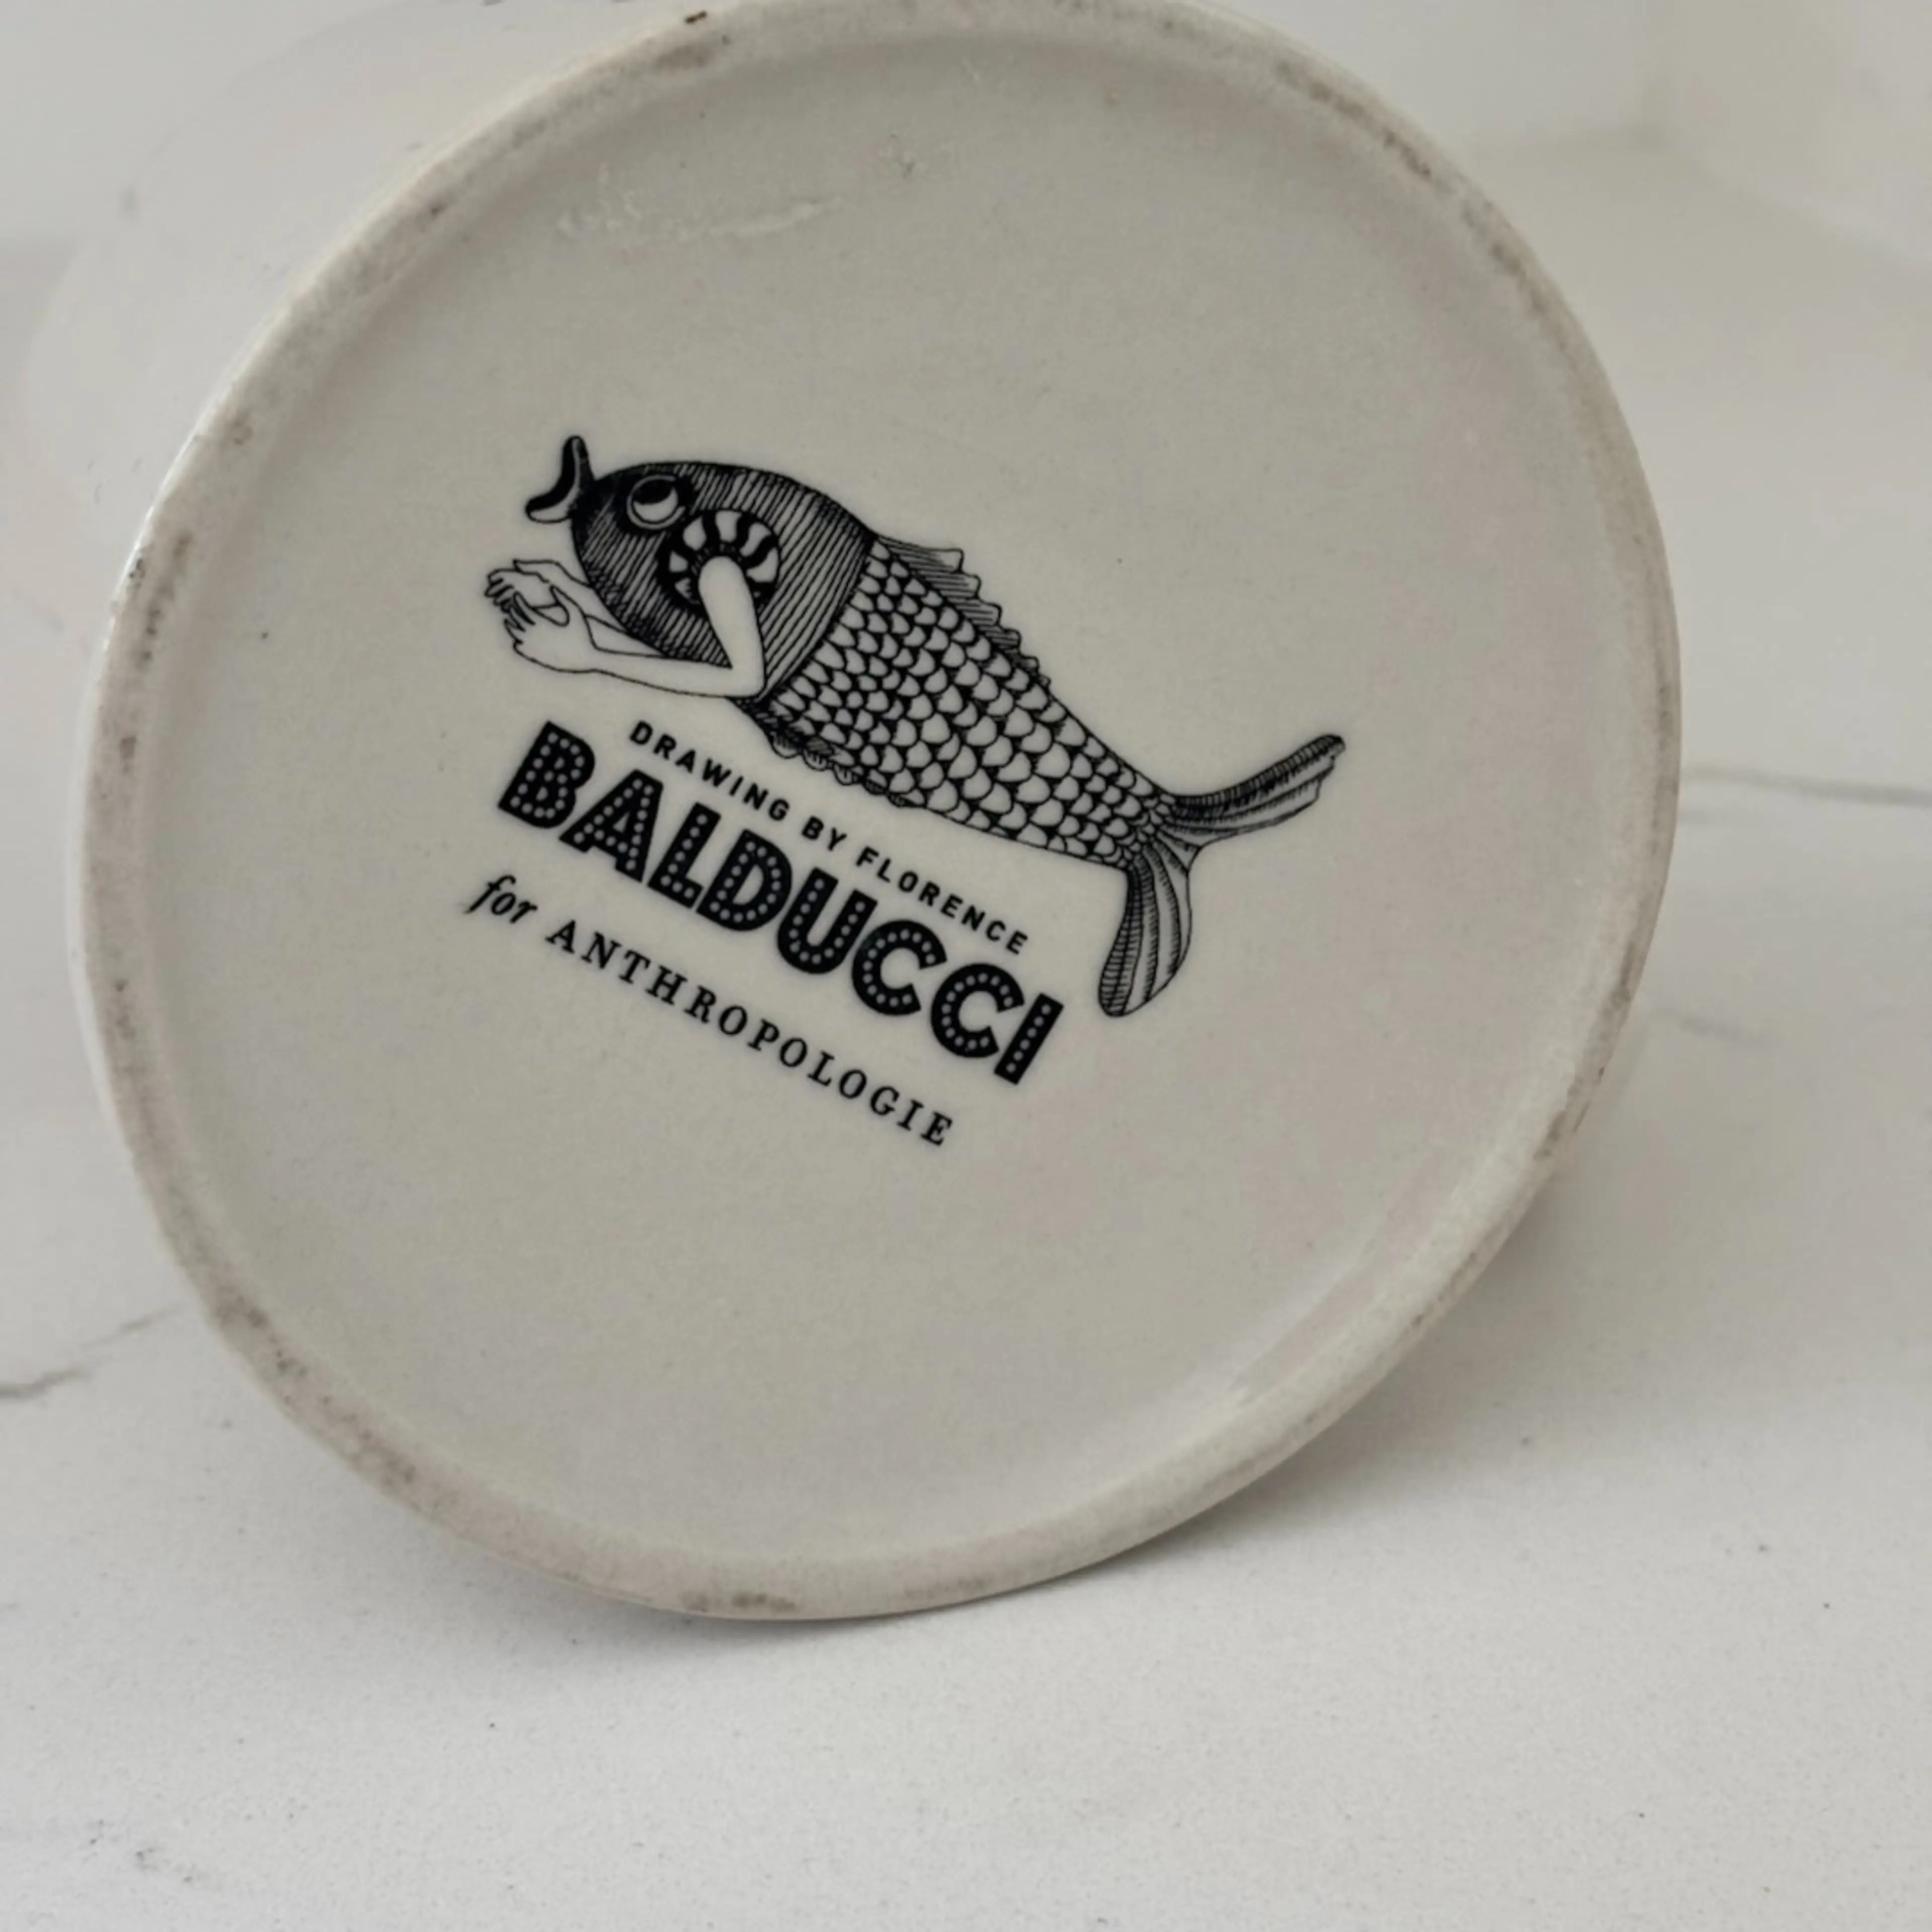 DRAWING BY FLORENCE
BALDUCCI
for ANTHROPOLOGIE